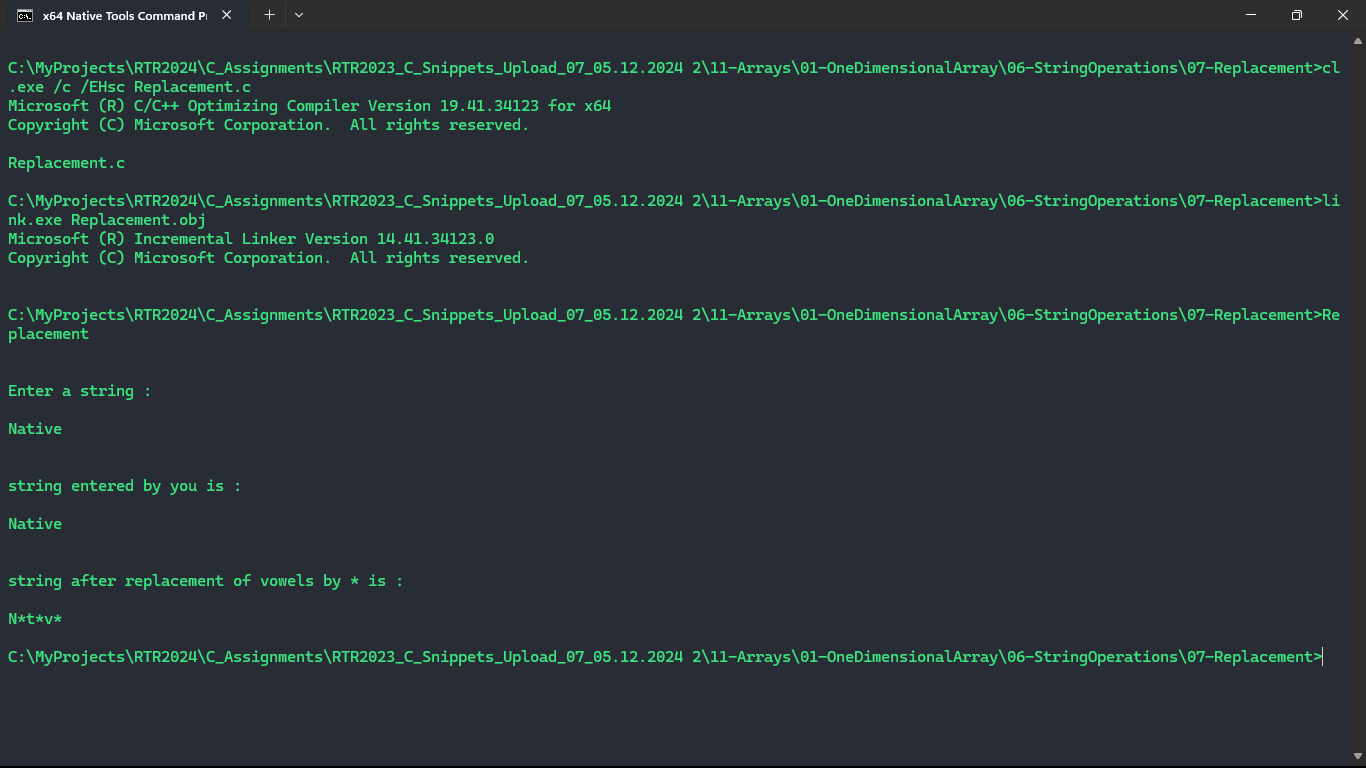 x64 Native Tools Command Pr
C:\MyProjects\RTR2024\C_Assignments\RTR2023_C_Snippets_Upload_07_05.12.2024 2\11-Arrays\01-OneDimensionalArray\06-StringOperations\07-Replacement>cl
.exe /c /EHsc Replacement.c
Microsoft (R) C/C++ Optimizing Compiler Version 19.41.34123 for x64
Copyright (C) Microsoft Corporation.  All rights reserved.
Replacement.c
C:\MyProjects\RTR2024\C_Assignments\RTR2023_C_Snippets_Upload_07_05.12.2024 2\11-Arrays\01-OneDimensionalArray\06-StringOperations\07-Replacement>li
nk.exe Replacement.obj
Microsoft (R) Incremental Linker Version 14.41.34123.0
Copyright (C) Microsoft Corporation.  All rights reserved.
C:\MyProjects\RTR2024\C_Assignments\RTR2023_C_Snippets_Upload_07_05.12.2024 2\11-Arrays\01-OneDimensionalArray\06-StringOperations\07-Replacement>Re
placement
Enter a string :
Native
string entered by you is :
Native
string after replacement of vowels by * is :
N*t*v*
C:\MyProjects\RTR2024\C_Assignments\RTR2023_C_Snippets_Upload_07_05.12.2024 2\11-Arrays\01-OneDimensionalArray\06-StringOperations\07-Replacement>